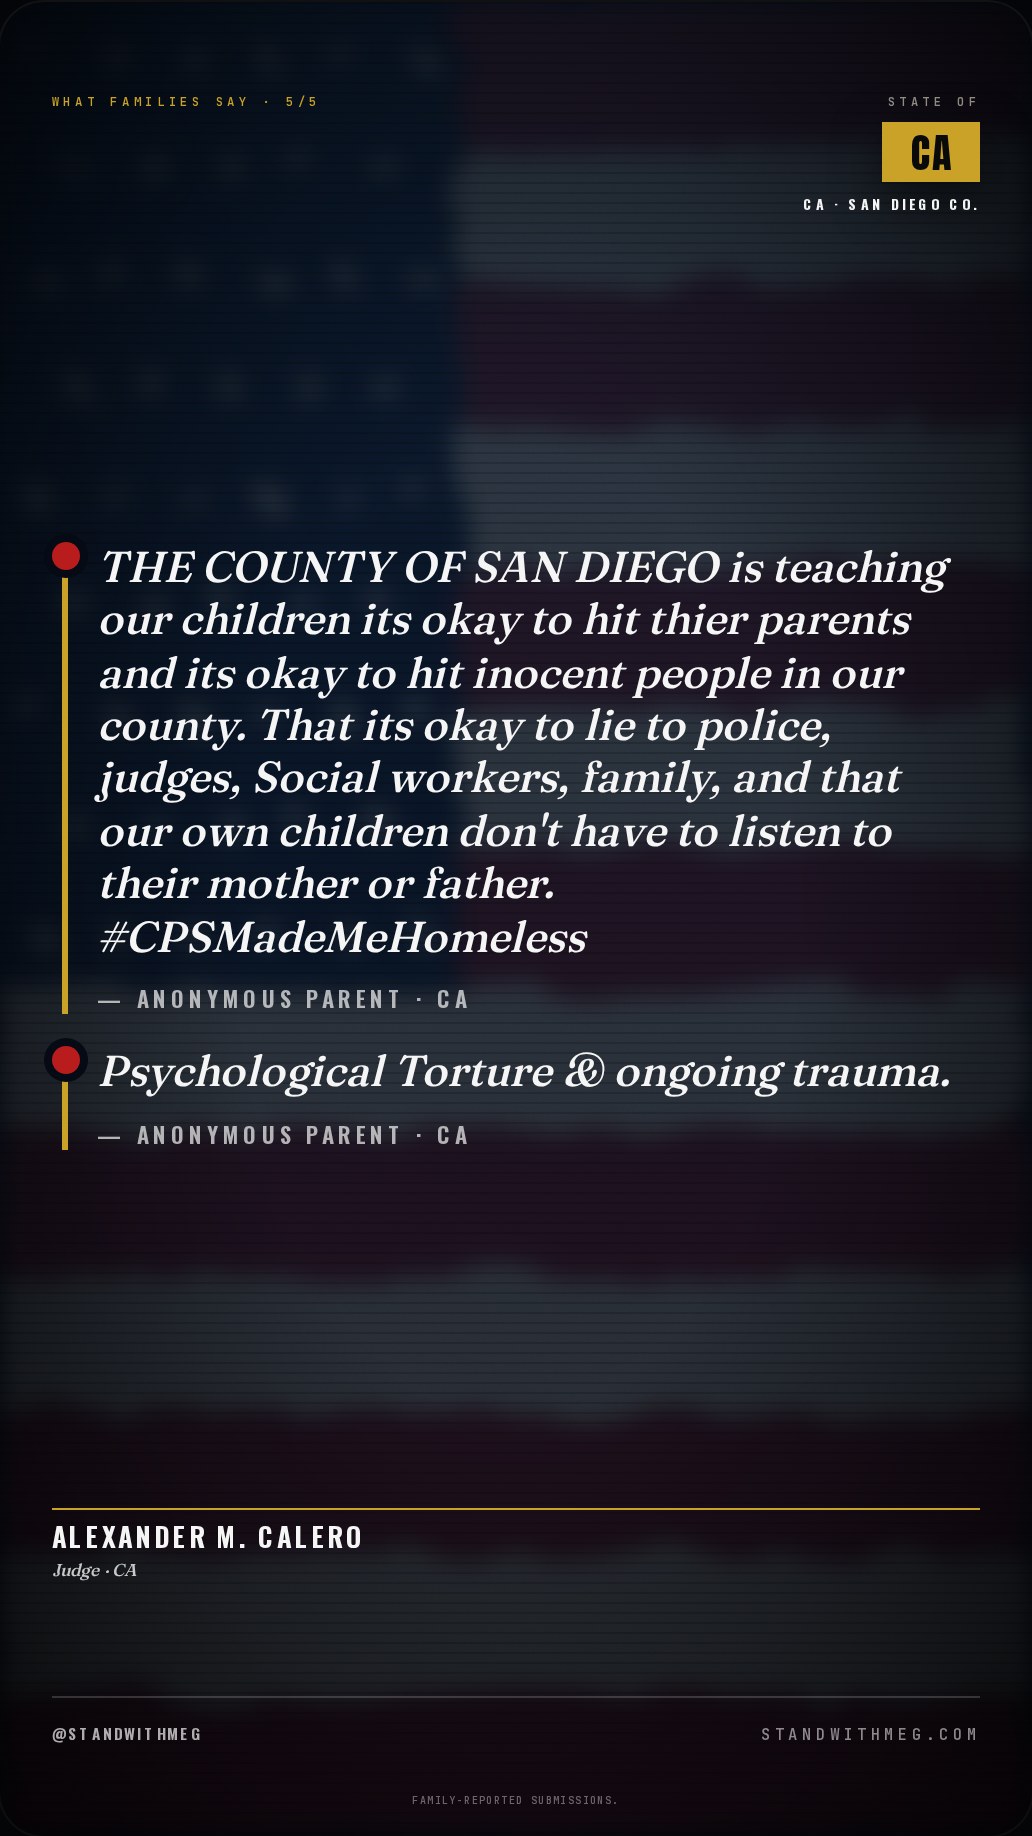 WHAT FAMILIES SAY · 5/5
STATE OF
CA
CA · SAN DIEGO CO.
THE COUNTY OF SAN DIEGO is teaching
our children its okay to hit thier parents
and its okay to hit inocent people in our
county. That its okay to lie to police,
judges, Social workers, family, and that
our own children don't have to listen to
their mother or father.
#CPSMadeMeHomeless
— ANONYMOUS PARENT · CA
Psychological Torture & ongoing trauma.
— ANONYMOUS PARENT · CA
ALEXANDER M. CALERO
Judge · CA
@STANDWITHMEG
STANDWITHMEG.COM
FAMILY-REPORTED SUBMISSIONS.